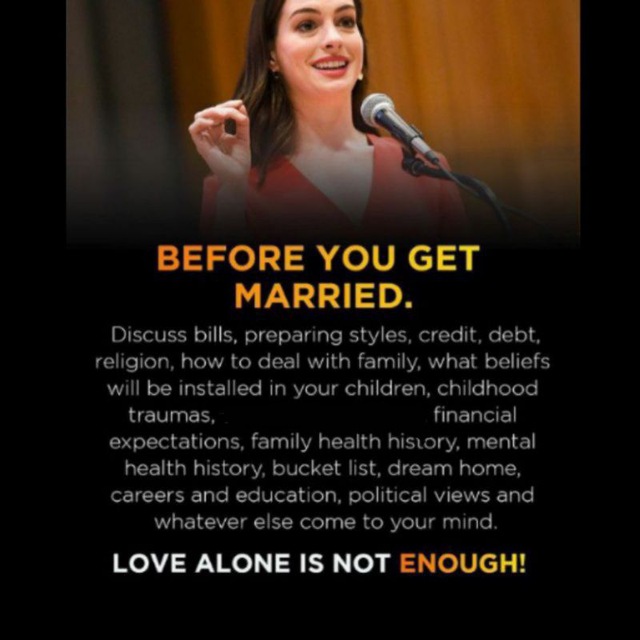 BEFORE YOU GET
MARRIED.
Discuss bills, preparing styles, credit, debt,
religion, how to deal with family, what beliefs
will be installed in your children, childhood
traumas, financial
expectations, family health history, mental
health history, bucket list, dream home,
careers and education, political views and
whatever else come to your mind.
LOVE ALONE IS NOT ENOUGH!